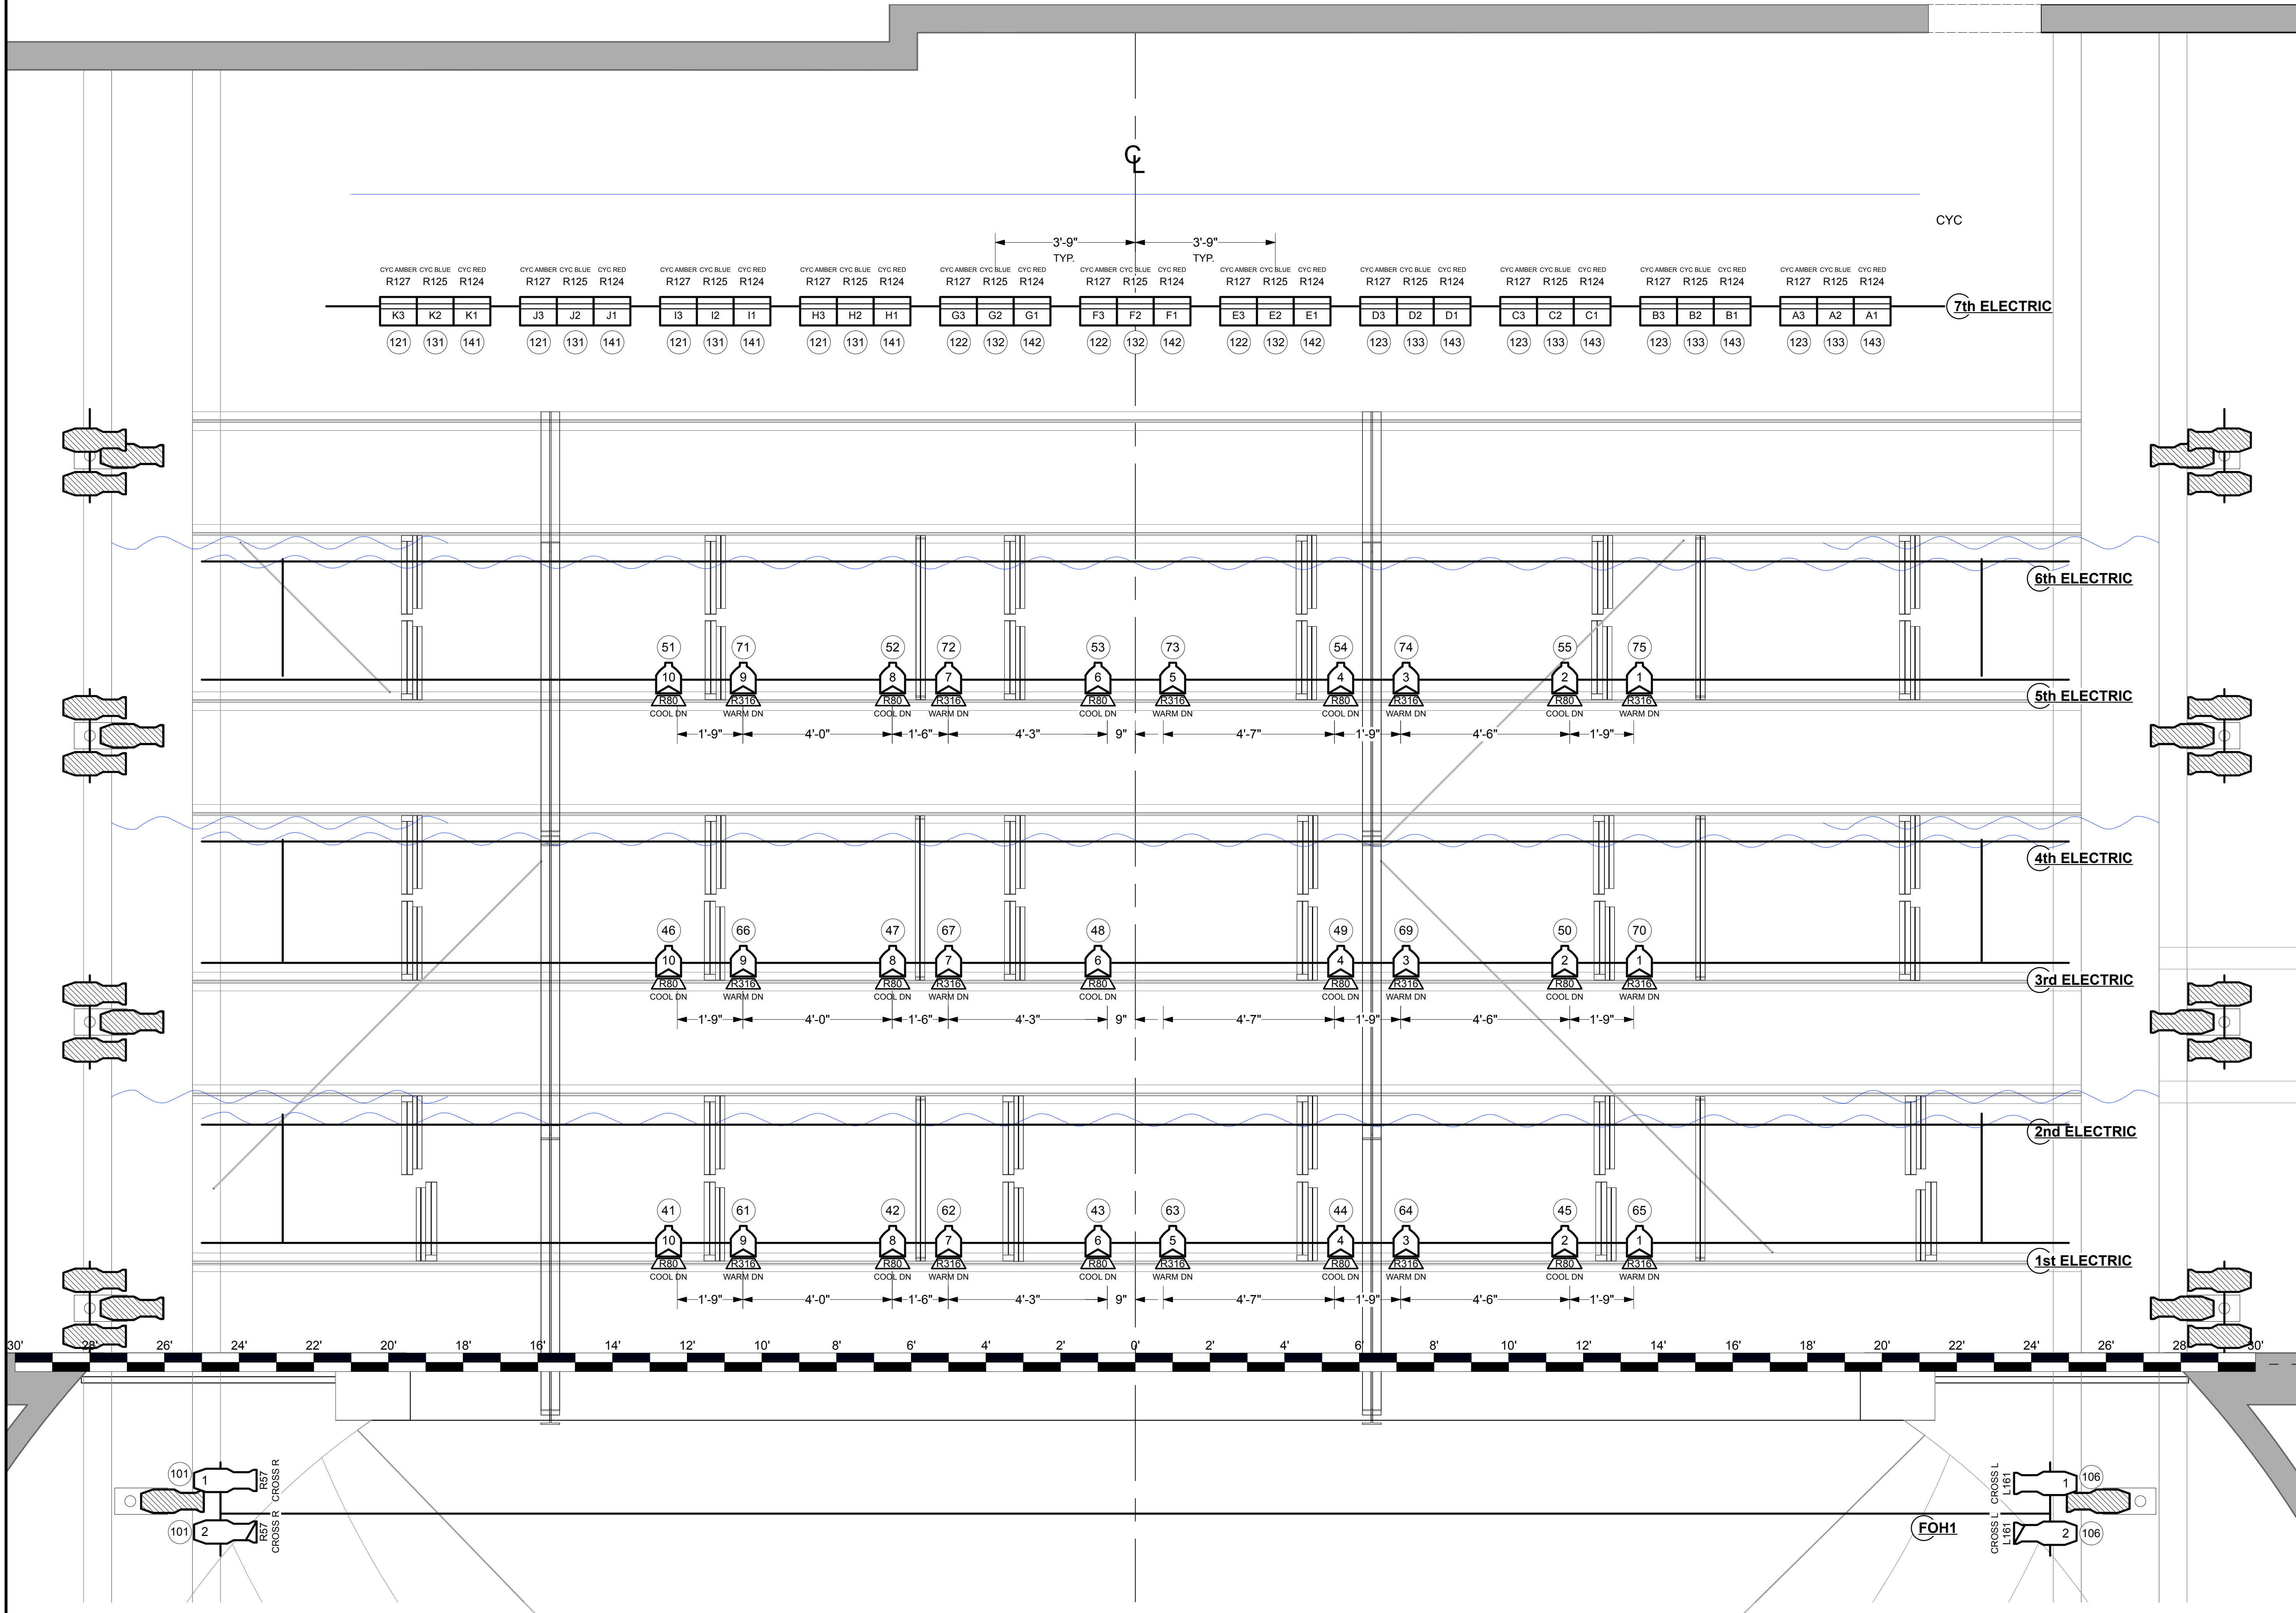 ℄
CYC
3'-9" 3'-9"
TYP. TYP.
CYC AMBER CYC BLUE CYC RED CYC AMBER CYC BLUE CYC RED CYC AMBER CYC BLUE CYC RED CYC AMBER CYC BLUE CYC RED CYC AMBER CYC BLUE CYC RED CYC AMBER CYC BLUE CYC RED CYC AMBER CYC BLUE CYC RED CYC AMBER CYC BLUE CYC RED CYC AMBER CYC BLUE CYC RED CYC AMBER CYC BLUE CYC RED CYC AMBER CYC BLUE CYC RED
R127 R125 R124 R127 R125 R124 R127 R125 R124 R127 R125 R124 R127 R125 R124 R127 R125 R124 R127 R125 R124 R127 R125 R124 R127 R125 R124 R127 R125 R124 R127 R125 R124
7th ELECTRIC
K3 K2 K1 J3 J2 J1 I3 I2 I1 H3 H2 H1 G3 G2 G1 F3 F2 F1 E3 E2 E1 D3 D2 D1 C3 C2 C1 B3 B2 B1 A3 A2 A1
121 131 141 121 131 141 121 131 141 121 131 141 122 132 142 122 132 142 122 132 142 123 133 143 123 133 143 123 133 143 123 133 143
6th ELECTRIC
51 71 52 72 53 73 54 74 55 75
10 9 8 7 6 5 4 3 2 1
5th ELECTRIC
R80 R316 R80 R316 R80 R316 R80 R316 R80 R316
COOL DN WARM DN COOL DN WARM DN COOL DN WARM DN COOL DN WARM DN COOL DN WARM DN
1'-9" 4'-0" 1'-6" 4'-3" 9" 4'-7" 1'-9" 4'-6" 1'-9"
4th ELECTRIC
46 66 47 67 48 49 69 50 70
10 9 8 7 6 4 3 2 1
3rd ELECTRIC
R80 R316 R80 R316 R80 R80 R316 R80 R316
COOL DN WARM DN COOL DN WARM DN COOL DN COOL DN WARM DN COOL DN WARM DN
1'-9" 4'-0" 1'-6" 4'-3" 9" 4'-7" 1'-9" 4'-6" 1'-9"
2nd ELECTRIC
41 61 42 62 43 63 44 64 45 65
10 9 8 7 6 5 4 3 2 1
1st ELECTRIC
R80 R316 R80 R316 R80 R316 R80 R316 R80 R316
COOL DN WARM DN COOL DN WARM DN COOL DN WARM DN COOL DN WARM DN COOL DN WARM DN
1'-9" 4'-0" 1'-6" 4'-3" 9" 4'-7" 1'-9" 4'-6" 1'-9"
30' 28' 26' 24' 22' 20' 18' 16' 14' 12' 10' 8' 6' 4' 2' 0' 2' 4' 6' 8' 10' 12' 14' 16' 18' 20' 22' 24' 26' 28' 30'
101 1 R57 CROSS R
101 2 R57 CROSS R
FOH1
CROSS L L161 1 106
CROSS L L161 2 106